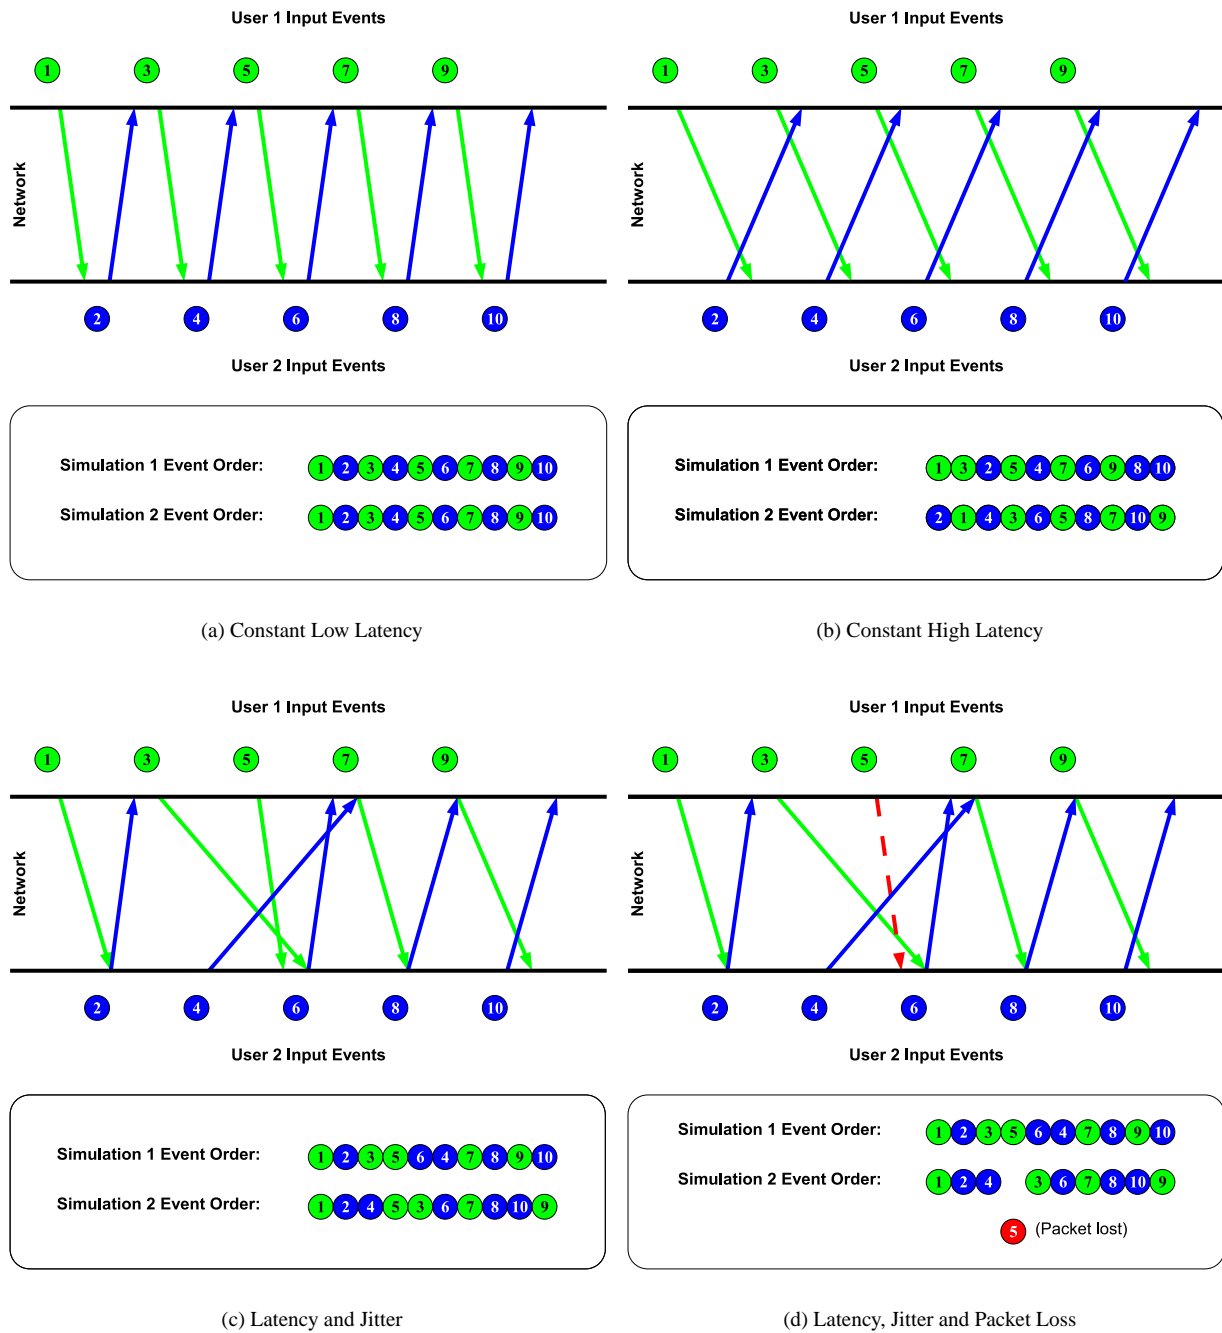 User 1 Input Events
1 3 5 7 9
Network
2 4 6 8 10
User 2 Input Events
Simulation 1 Event Order: 1 2 3 4 5 6 7 8 9 10
Simulation 2 Event Order: 1 2 3 4 5 6 7 8 9 10
(a) Constant Low Latency
User 1 Input Events
1 3 5 7 9
Network
2 4 6 8 10
User 2 Input Events
Simulation 1 Event Order: 1 3 2 5 4 7 6 9 8 10
Simulation 2 Event Order: 2 1 4 3 6 5 8 7 10 9
(b) Constant High Latency
User 1 Input Events
1 3 5 7 9
Network
2 4 6 8 10
User 2 Input Events
Simulation 1 Event Order: 1 2 3 5 6 4 7 8 9 10
Simulation 2 Event Order: 1 2 4 5 3 6 7 8 10 9
(c) Latency and Jitter
User 1 Input Events
1 3 5 7 9
Network
2 4 6 8 10
User 2 Input Events
Simulation 1 Event Order: 1 2 3 5 6 4 7 8 9 10
Simulation 2 Event Order: 1 2 4 3 6 7 8 10 9
5 (Packet lost)
(d) Latency, Jitter and Packet Loss